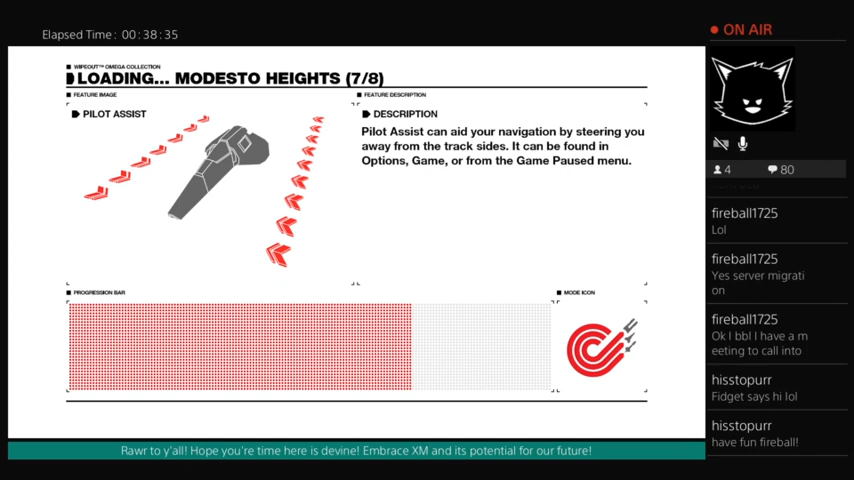 Elapsed Time : 00:38:35
ON AIR
WIPEOUT™ OMEGA COLLECTION
LOADING... MODESTO HEIGHTS (7/8)
FEATURE IMAGE
FEATURE DESCRIPTION
PILOT ASSIST
DESCRIPTION
Pilot Assist can aid your navigation by steering you
away from the track sides. It can be found in
Options, Game, or from the Game Paused menu.
PROGRESSION BAR
MODE ICON
4
80
fireball1725
Lol
fireball1725
Yes server migrati
on
fireball1725
Ok I bbl I have a m
eeting to call into
hisstopurr
Fidget says hi lol
hisstopurr
have fun fireball!
Rawr to y'all! Hope you're time here is devine! Embrace XM and its potential for our future!